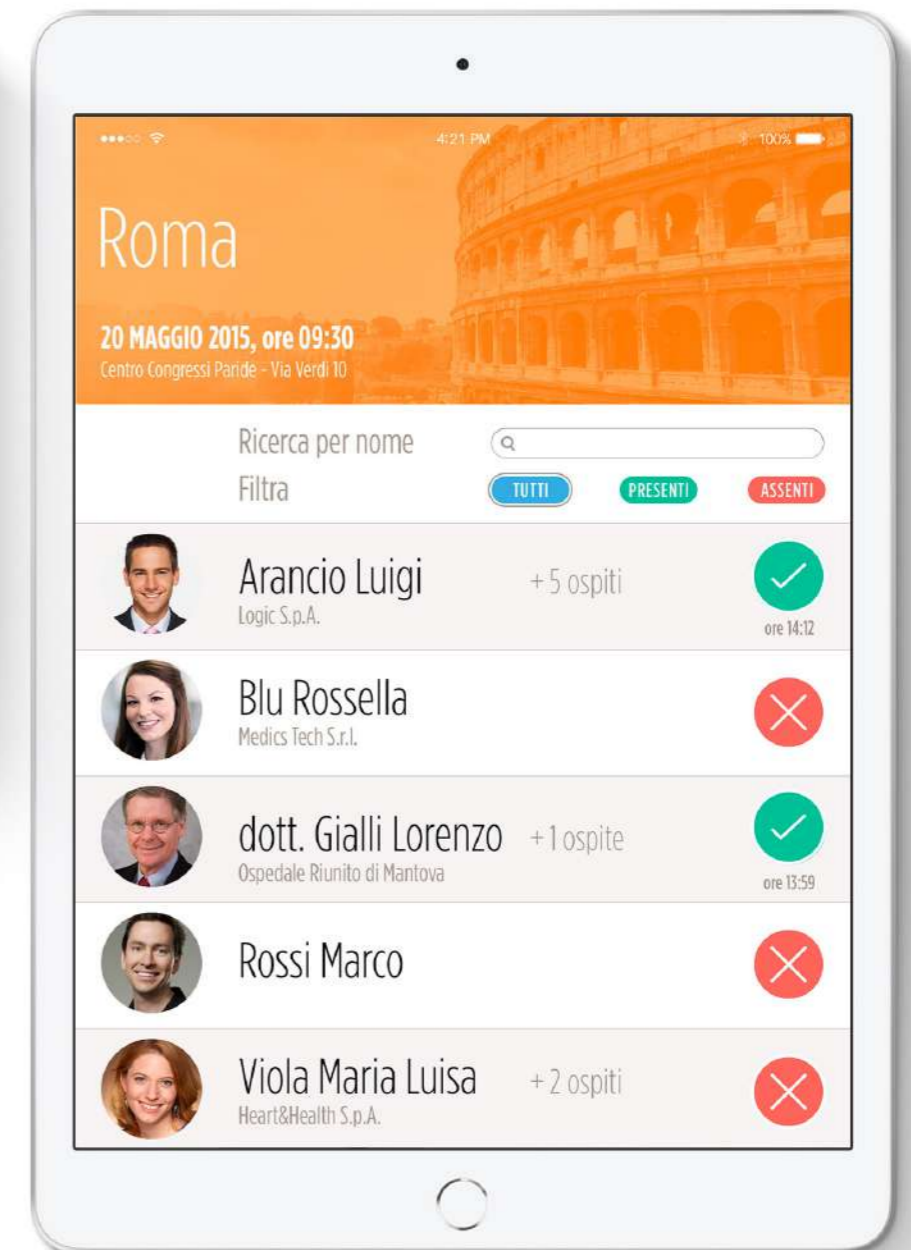 4:21 PM
100%
Roma
20 MAGGIO 2015, ore 09:30
Centro Congressi Paride - Via Verdi 10
Ricerca per nome
Filtra
TUTTI
PRESENTI
ASSENTI
Arancio Luigi
+ 5 ospiti
Logic S.p.A.
ore 14:12
Blu Rossella
Medics Tech S.r.l.
dott. Gialli Lorenzo
+ 1 ospite
Ospedale Riunito di Mantova
ore 13:59
Rossi Marco
Viola Maria Luisa
+ 2 ospiti
Heart&Health S.p.A.